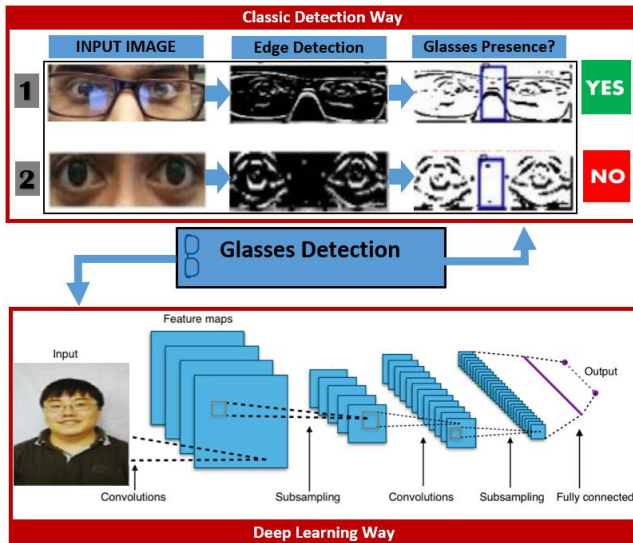 Classic Detection Way
INPUT IMAGE
Edge Detection
Glasses Presence?
1
YES
2
NO
Glasses Detection
Feature maps
Input
Output
Convolutions
Subsampling
Convolutions
Subsampling
Fully connected
Deep Learning Way